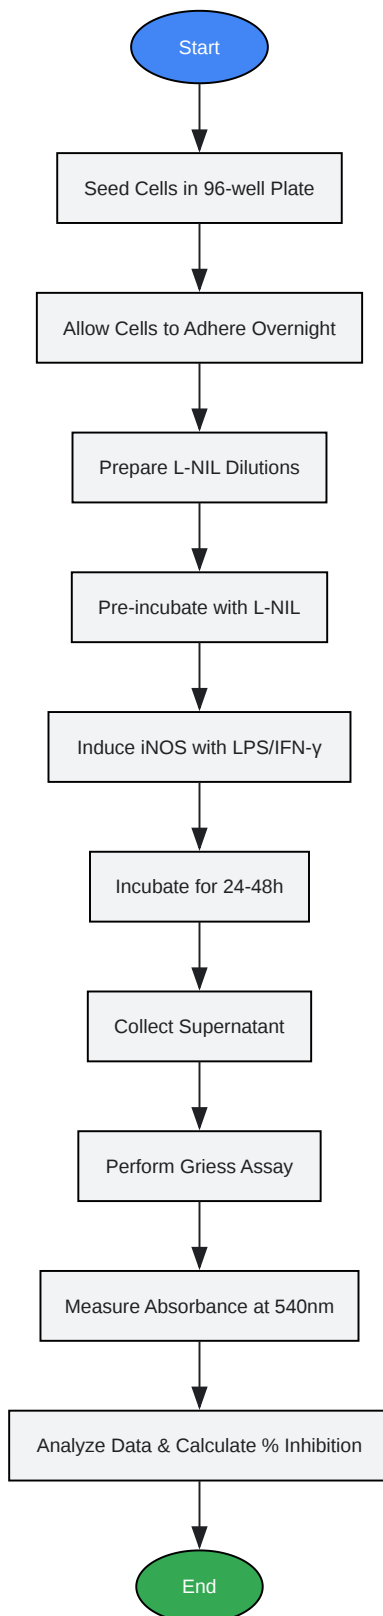 Start
Seed Cells in 96-well Plate
Allow Cells to Adhere Overnight
Prepare L-NIL Dilutions
Pre-incubate with L-NIL
Induce iNOS with LPS/IFN-γ
Incubate for 24-48h
Collect Supernatant
Perform Griess Assay
Measure Absorbance at 540nm
Analyze Data & Calculate % Inhibition
End